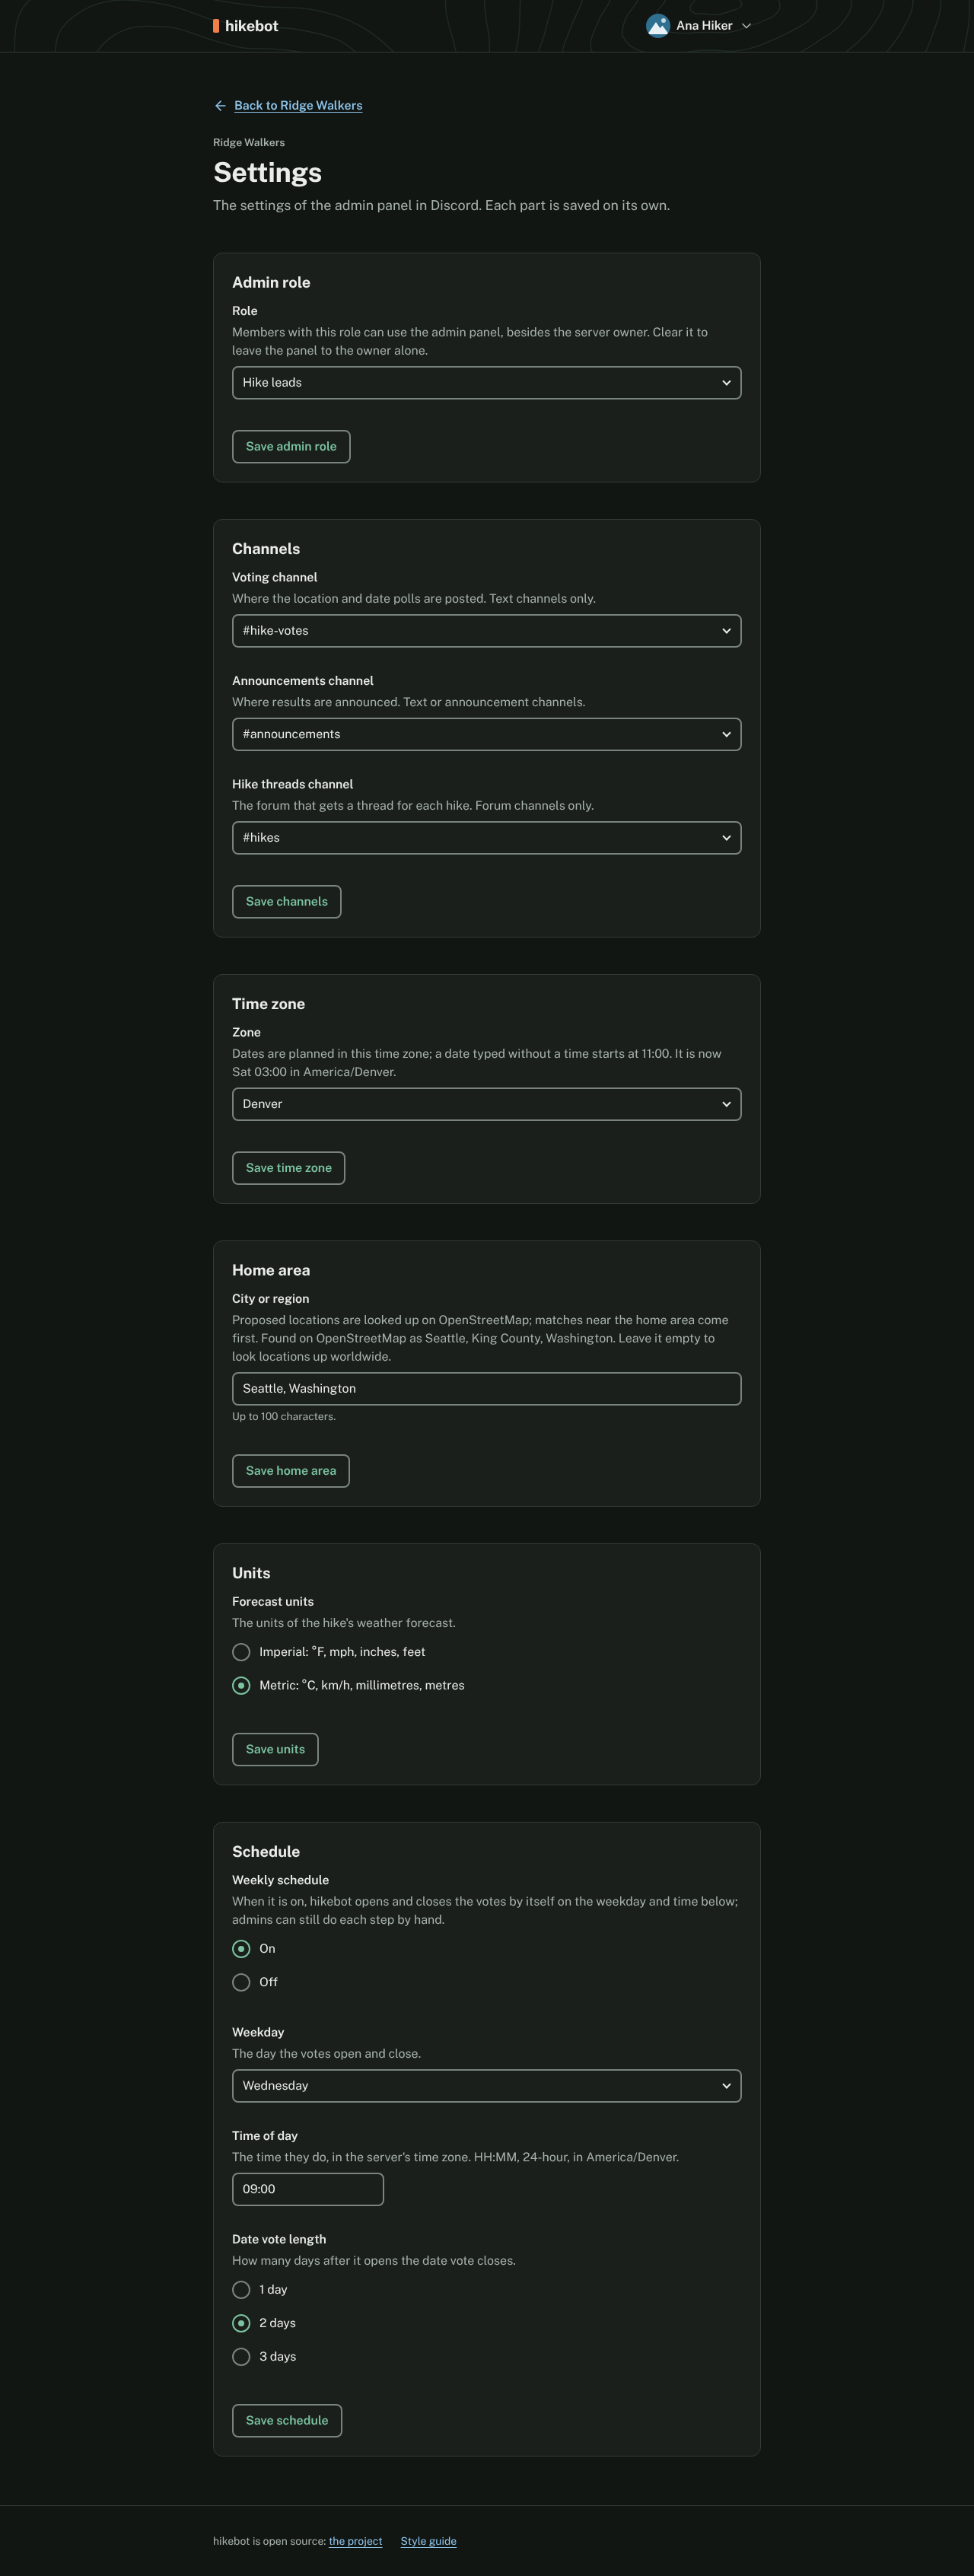 hikebot
Ana Hiker
Back to Ridge Walkers
Ridge Walkers
Settings
The settings of the admin panel in Discord. Each part is saved on its own.
Admin role
Role
Members with this role can use the admin panel, besides the server owner. Clear it to
leave the panel to the owner alone.
Hike leads
Save admin role
Channels
Voting channel
Where the location and date polls are posted. Text channels only.
#hike-votes
Announcements channel
Where results are announced. Text or announcement channels.
#announcements
Hike threads channel
The forum that gets a thread for each hike. Forum channels only.
#hikes
Save channels
Time zone
Zone
Dates are planned in this time zone; a date typed without a time starts at 11:00. It is now
Sat 03:00 in America/Denver.
Denver
Save time zone
Home area
City or region
Proposed locations are looked up on OpenStreetMap; matches near the home area come
first. Found on OpenStreetMap as Seattle, King County, Washington. Leave it empty to
look locations up worldwide.
Seattle, Washington
Up to 100 characters.
Save home area
Units
Forecast units
The units of the hike's weather forecast.
Imperial: °F, mph, inches, feet
Metric: °C, km/h, millimetres, metres
Save units
Schedule
Weekly schedule
When it is on, hikebot opens and closes the votes by itself on the weekday and time below;
admins can still do each step by hand.
On
Off
Weekday
The day the votes open and close.
Wednesday
Time of day
The time they do, in the server's time zone. HH:MM, 24-hour, in America/Denver.
09:00
Date vote length
How many days after it opens the date vote closes.
1 day
2 days
3 days
Save schedule
hikebot is open source: the project Style guide